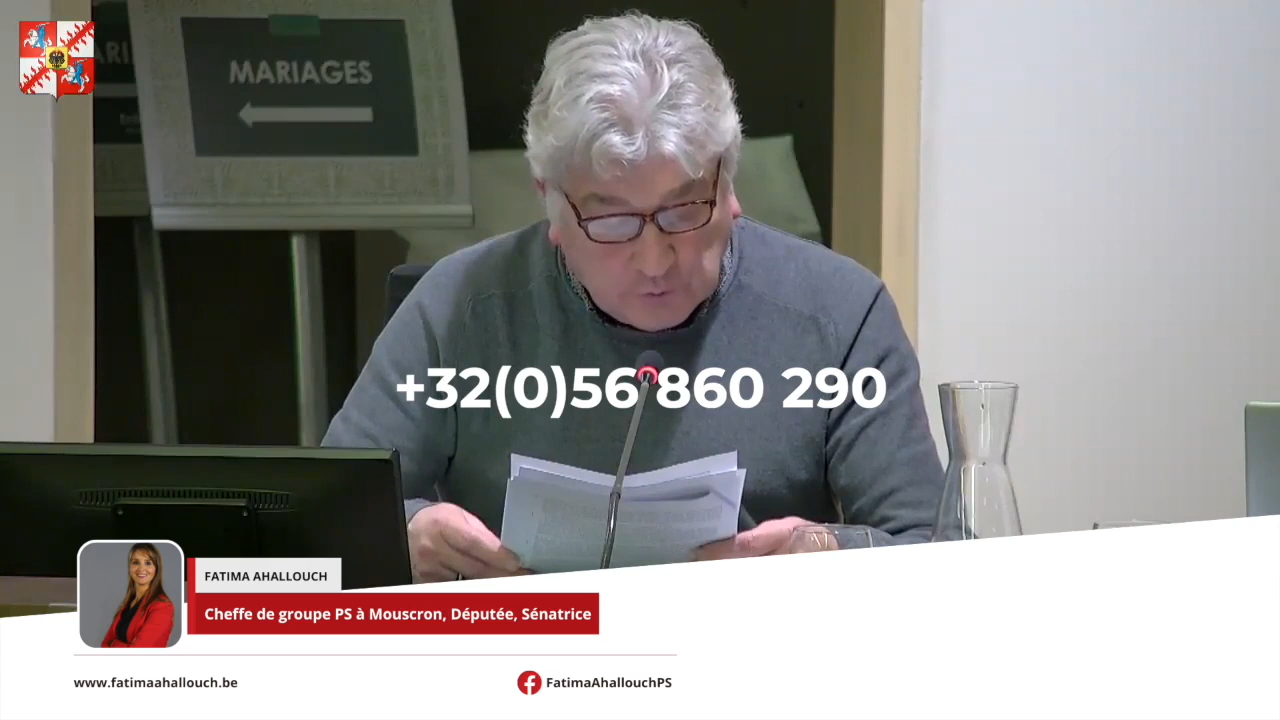 MARIAGES
+32(0)56 860 290
FATIMA AHALLOUCH
Cheffe de groupe PS à Mouscron, Députée, Sénatrice
www.fatimaahallouch.be
FatimaAhallouchPS